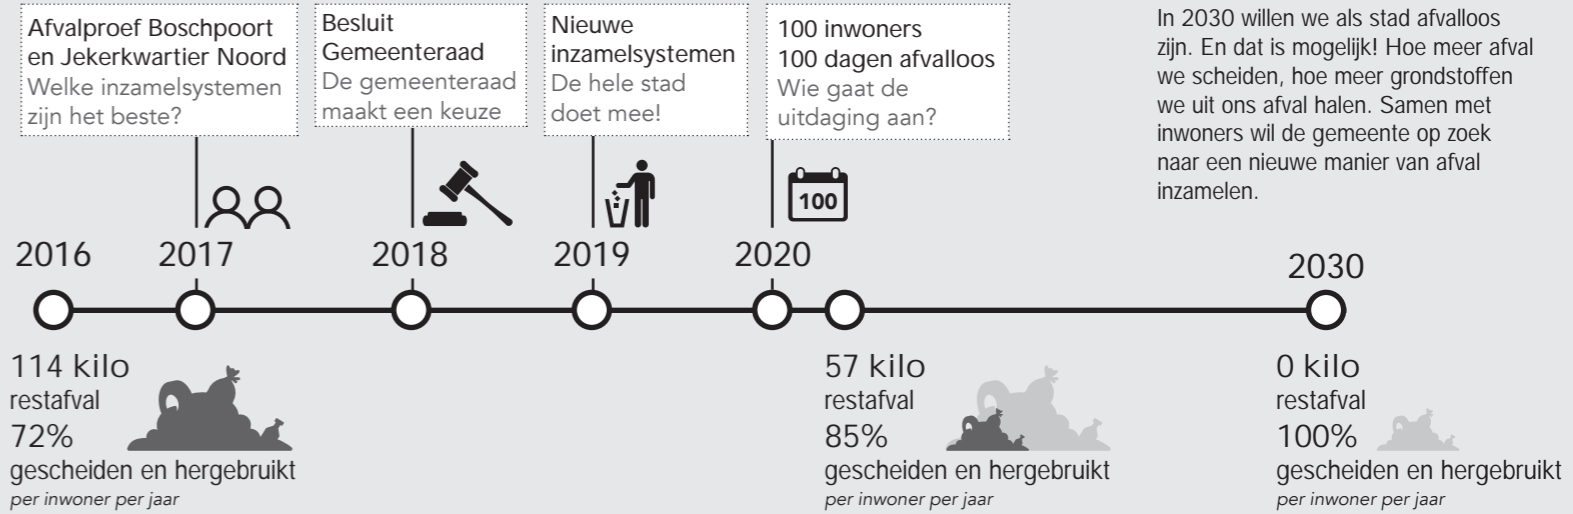 Afvalproef Boschpoort
en Jekerkwartier Noord
Welke inzamelsystemen
zijn het beste?
Besluit
Gemeenteraad
De gemeenteraad
maakt een keuze
Nieuwe
inzamelsystemen
De hele stad
doet mee!
100 inwoners
100 dagen afvalloos
Wie gaat de
uitdaging aan?
In 2030 willen we als stad afvalloos
zijn. En dat is mogelijk! Hoe meer afval
we scheiden, hoe meer grondstoffen
we uit ons afval halen. Samen met
inwoners wil de gemeente op zoek
naar een nieuwe manier van afval
inzamelen.
100
2016
2017
2018
2019
2020
2030
114 kilo
restafval
72%
gescheiden en hergebruikt
per inwoner per jaar
57 kilo
restafval
85%
gescheiden en hergebruikt
per inwoner per jaar
0 kilo
restafval
100%
gescheiden en hergebruikt
per inwoner per jaar